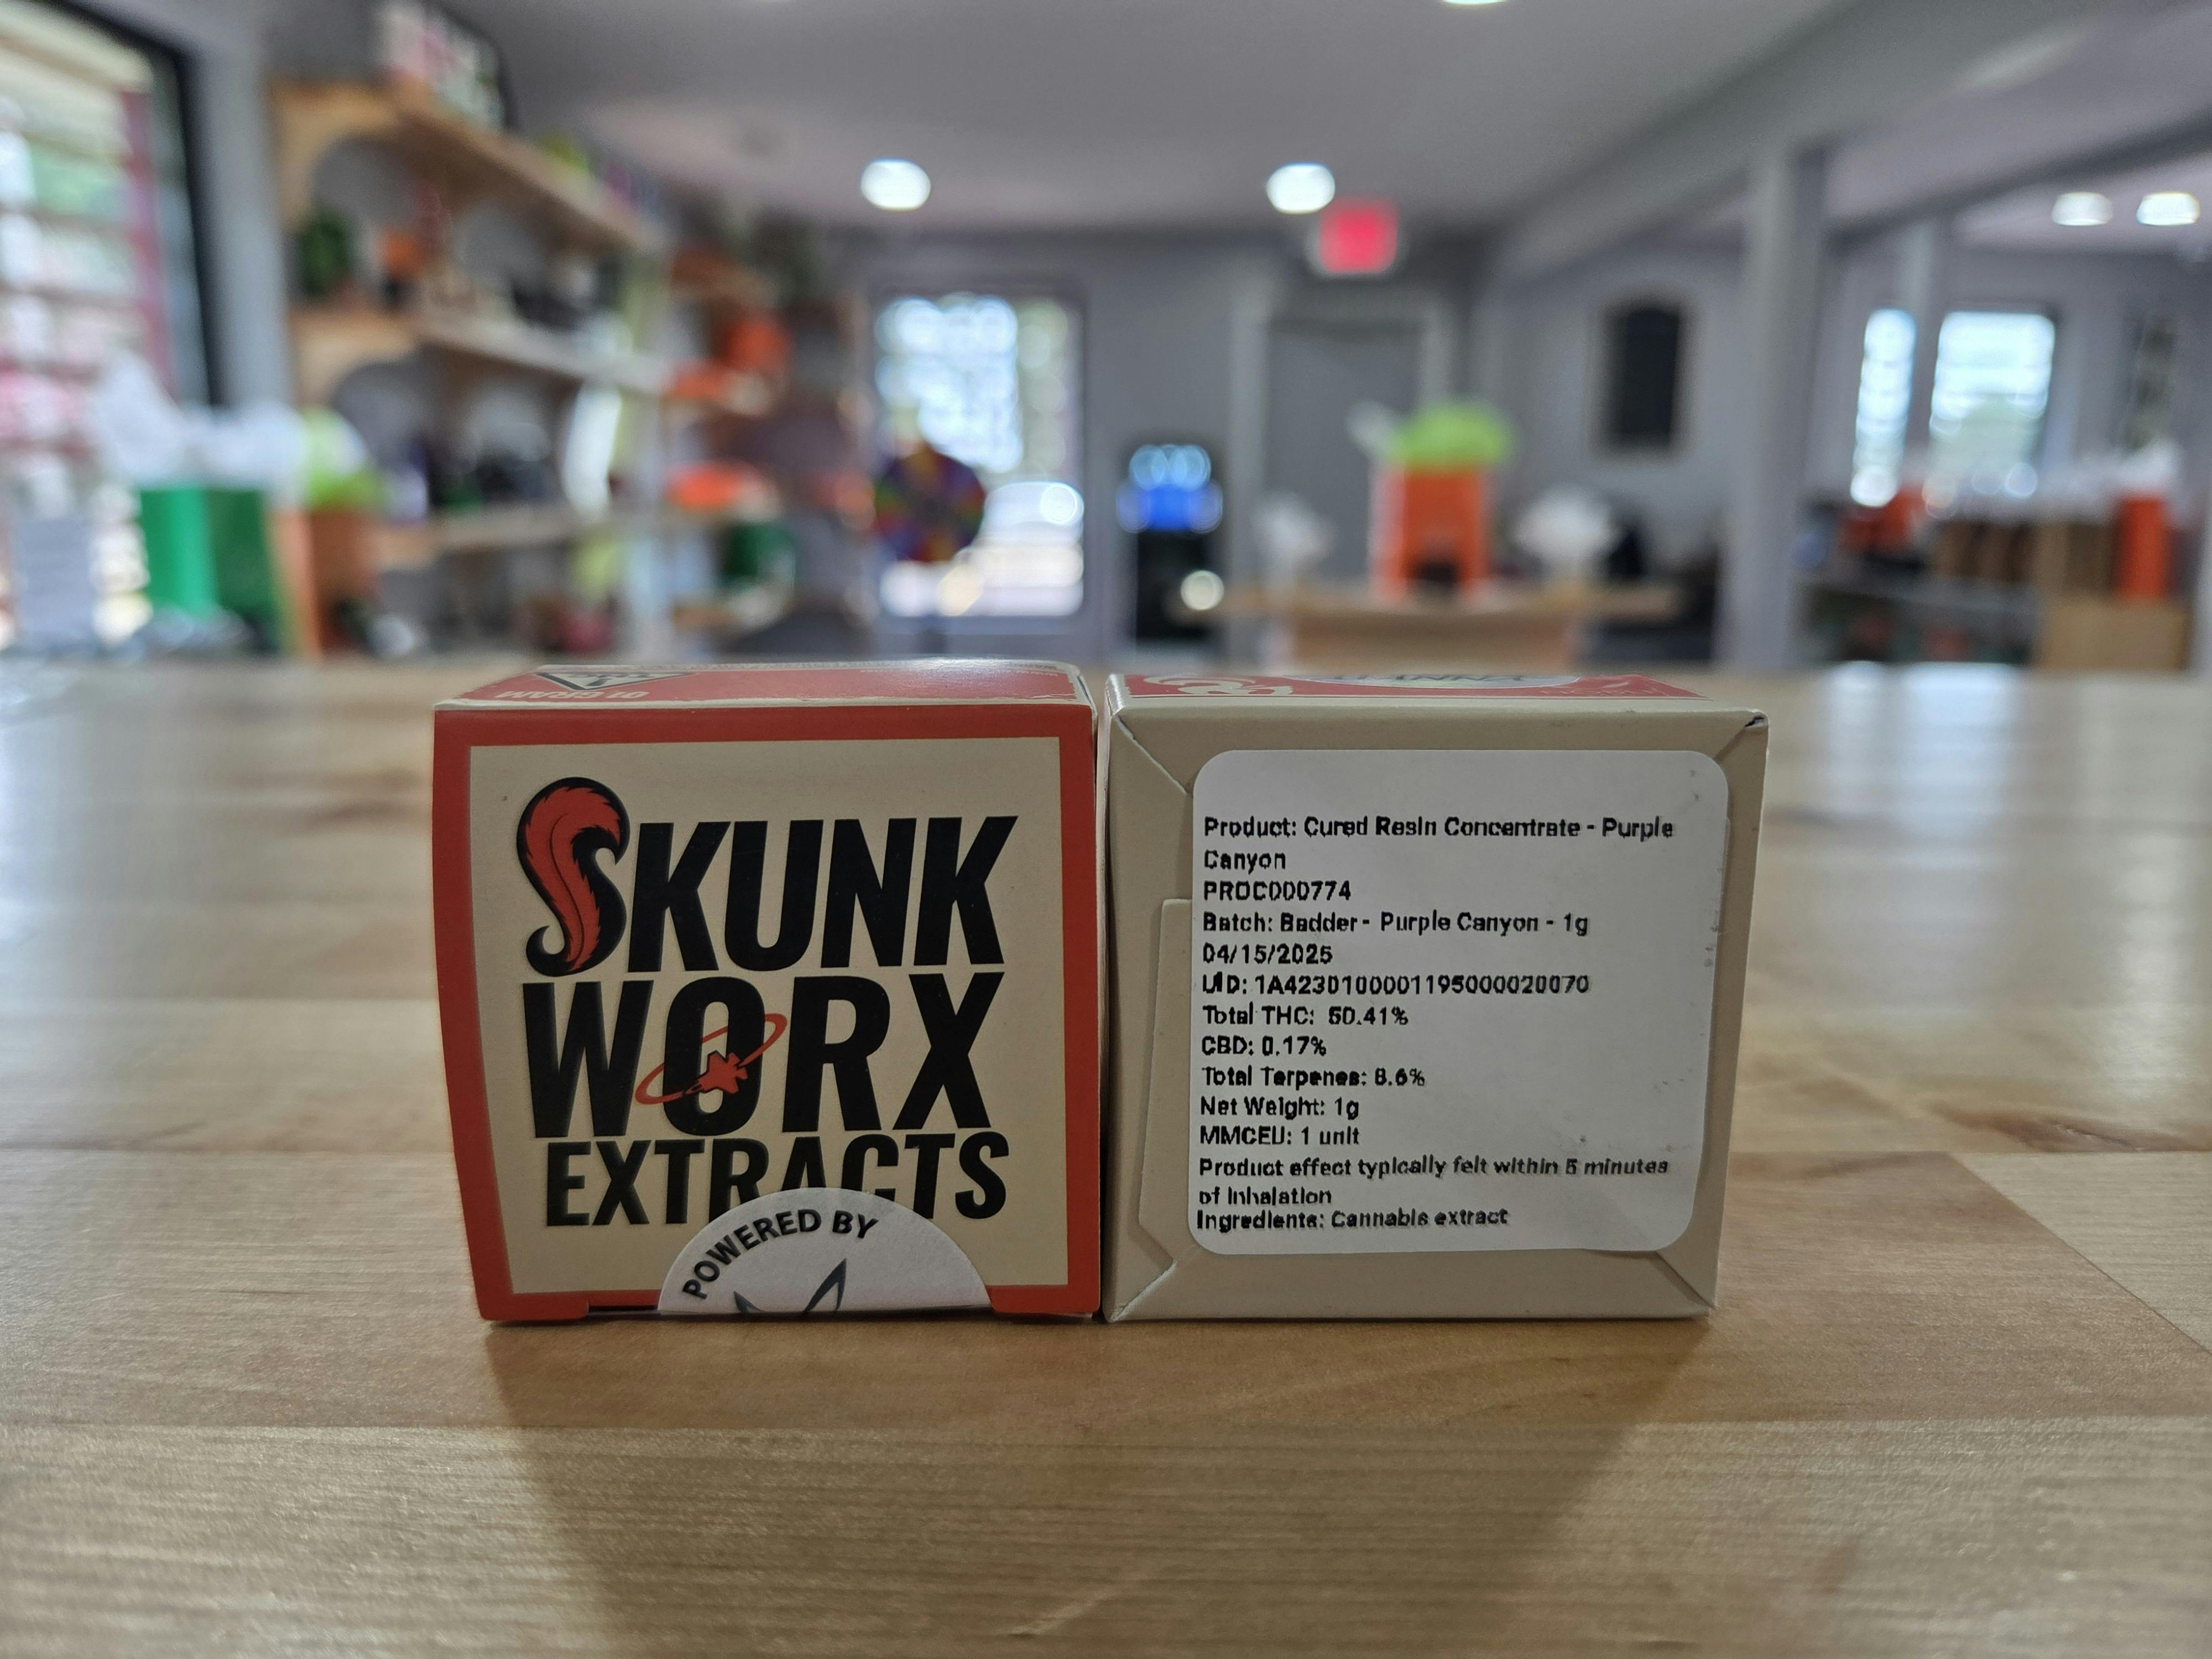 SKUNK
WORX
EXTRACTS
POWERED BY
Product: Cured Resin Concentrate - Purple
Canyon
PROC000774
Batch: Badder - Purple Canyon - 1g
04/15/2025
UID: 1A4230100001195000020070
Total THC: 50.41%
CBD: 0.17%
Total Terpenes: 8.6%
Net Weight: 1g
MMCEU: 1 unit
Product effect typically felt within 5 minutes
of inhalation
Ingredients: Cannabis extract